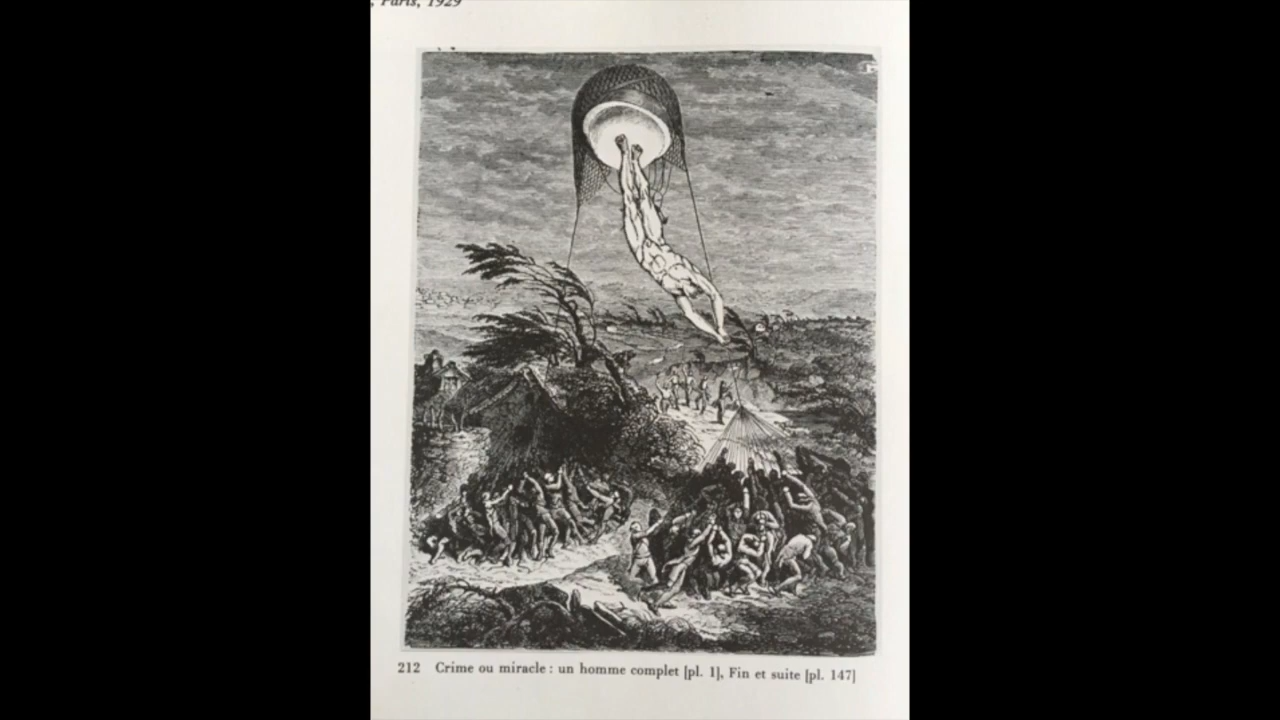 , Paris, 1929
212 Crime ou miracle : un homme complet [pl. 1], Fin et suite [pl. 147]